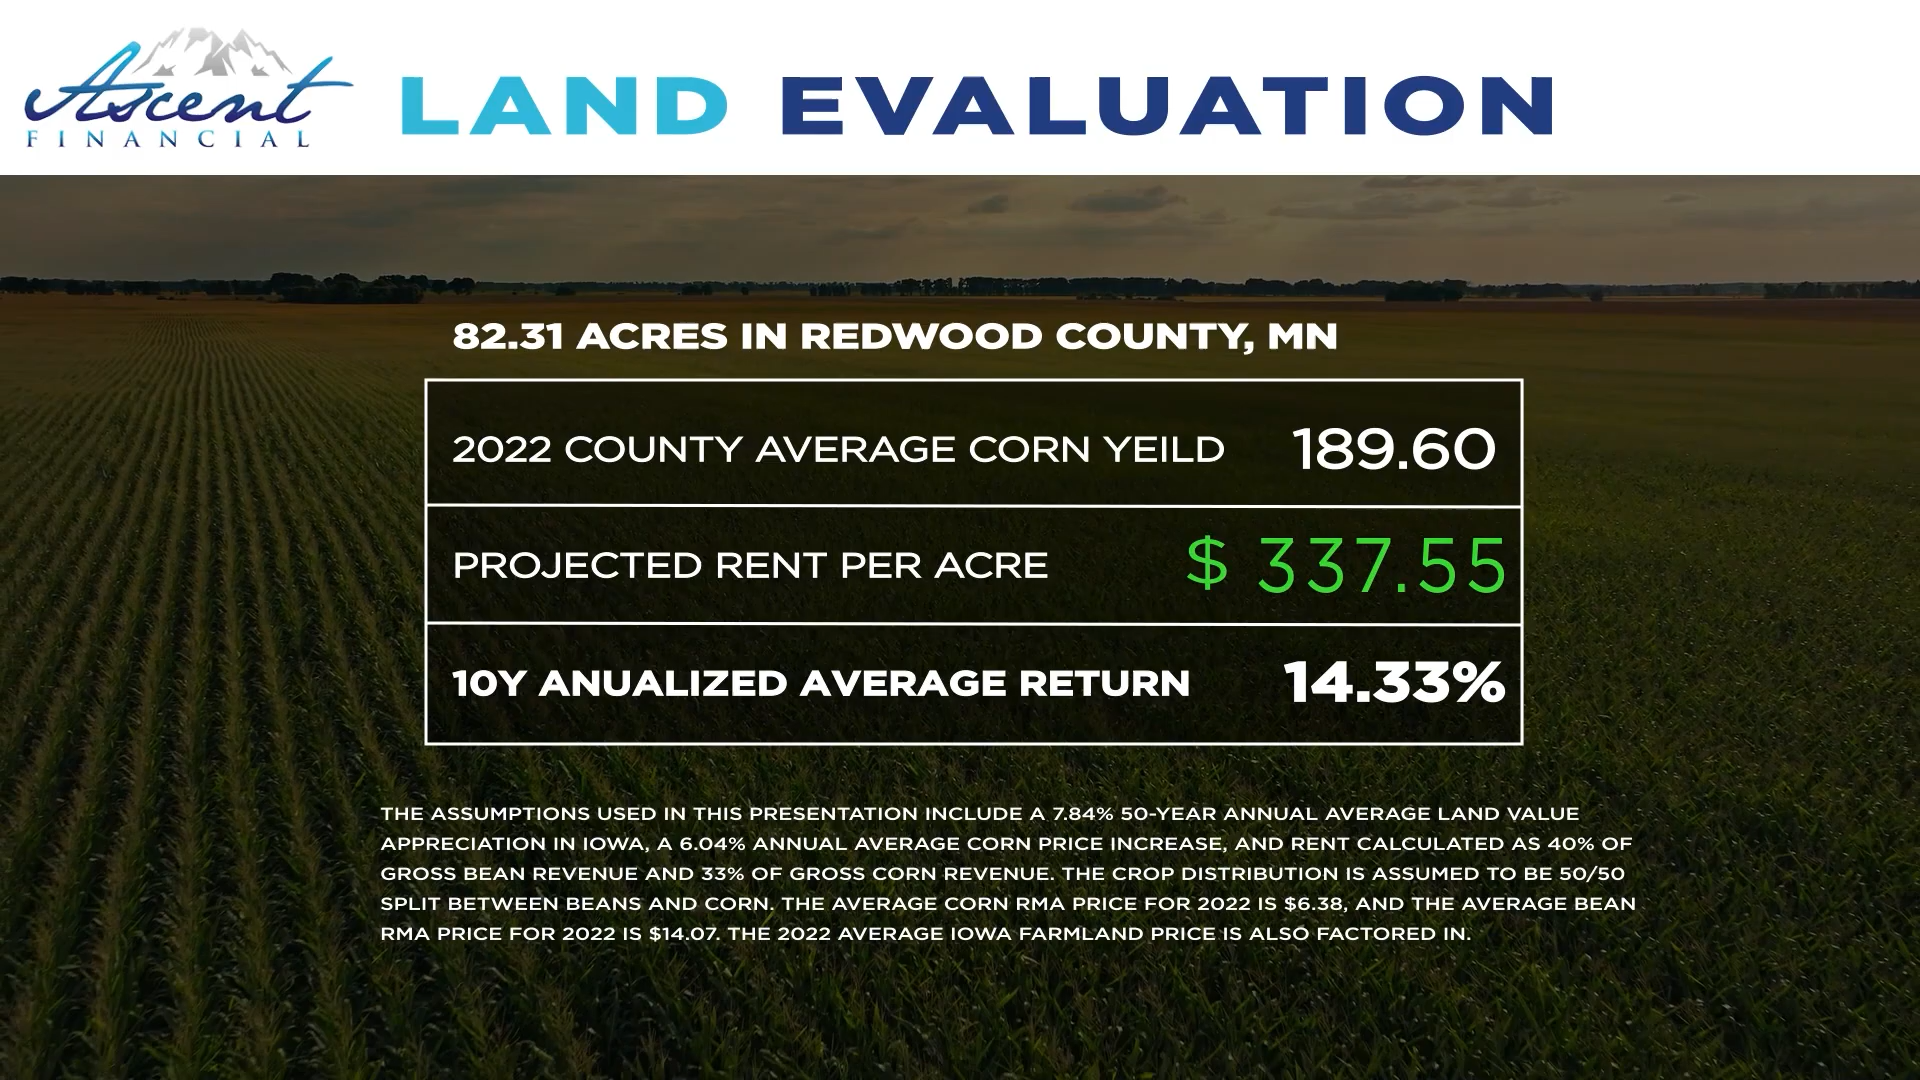 Ascent
FINANCIAL
LAND EVALUATION
82.31 ACRES IN REDWOOD COUNTY, MN
2022 COUNTY AVERAGE CORN YEILD 189.60
PROJECTED RENT PER ACRE $ 337.55
10Y ANUALIZED AVERAGE RETURN 14.33%
THE ASSUMPTIONS USED IN THIS PRESENTATION INCLUDE A 7.84% 50-YEAR ANNUAL AVERAGE LAND VALUE
APPRECIATION IN IOWA, A 6.04% ANNUAL AVERAGE CORN PRICE INCREASE, AND RENT CALCULATED AS 40% OF
GROSS BEAN REVENUE AND 33% OF GROSS CORN REVENUE. THE CROP DISTRIBUTION IS ASSUMED TO BE 50/50
SPLIT BETWEEN BEANS AND CORN. THE AVERAGE CORN RMA PRICE FOR 2022 IS $6.38, AND THE AVERAGE BEAN
RMA PRICE FOR 2022 IS $14.07. THE 2022 AVERAGE IOWA FARMLAND PRICE IS ALSO FACTORED IN.